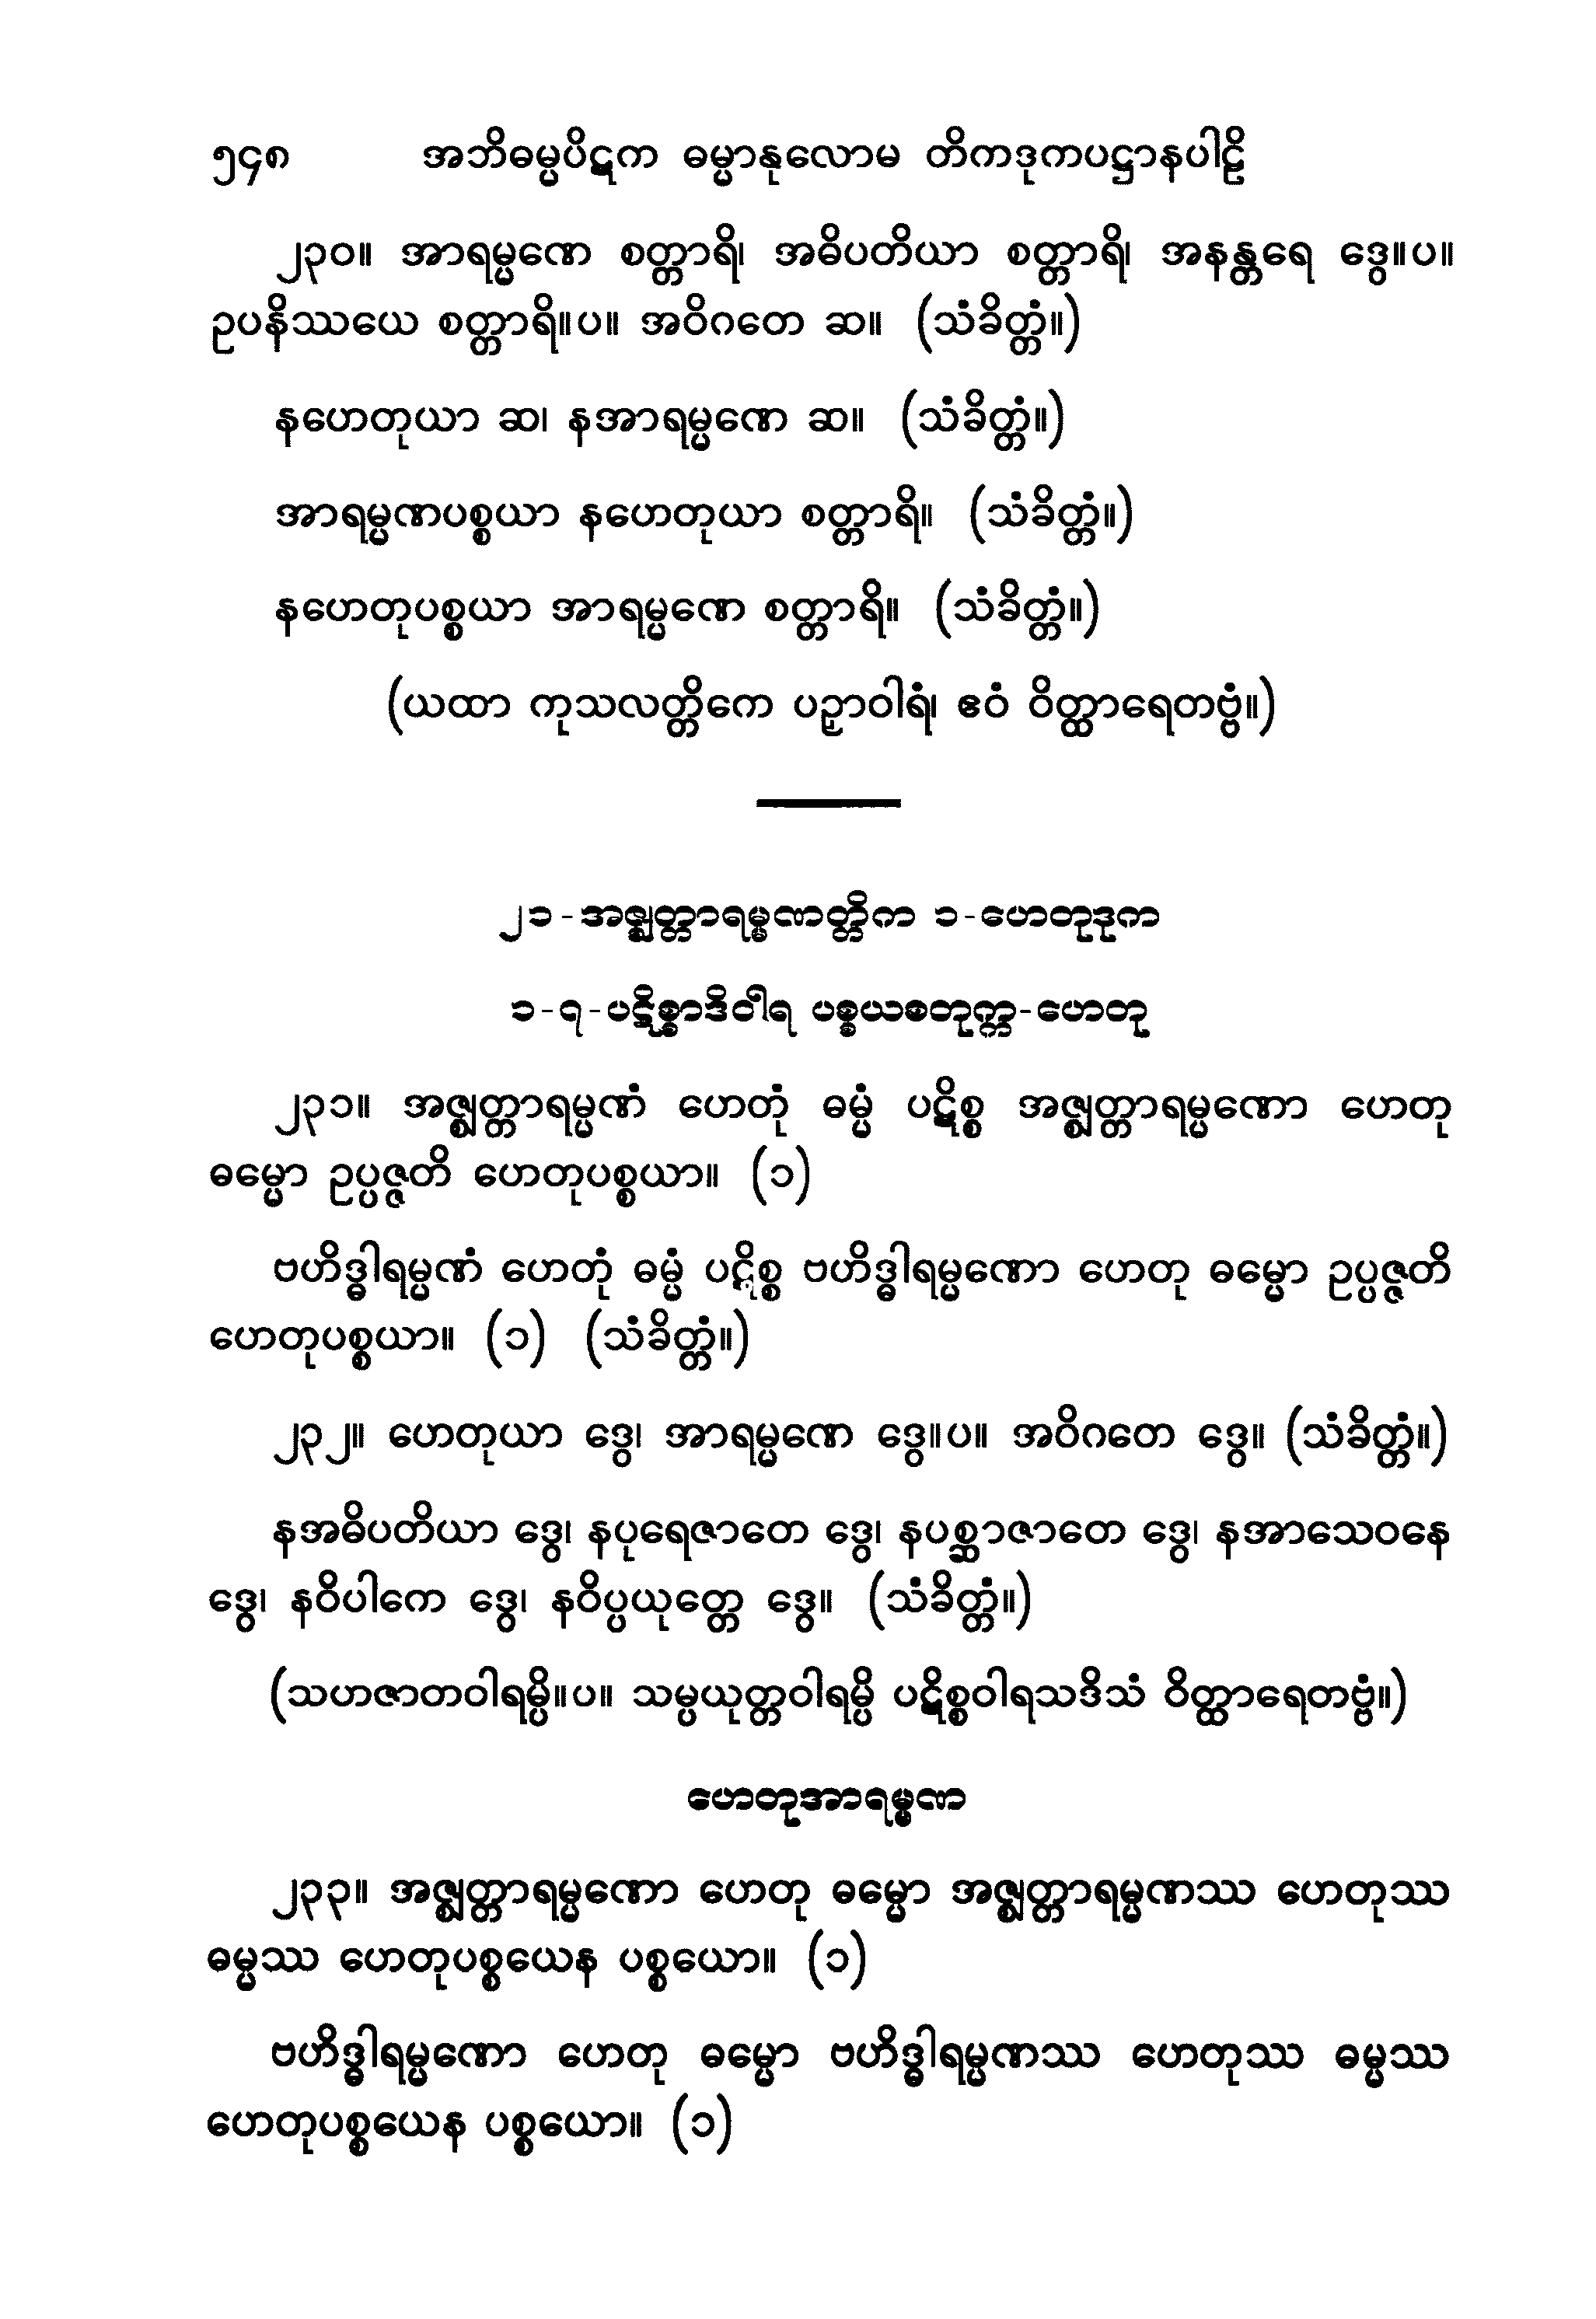 ၅၄၈ အဘိဓမ္မပိဋက ဓမ္မာနုလောမ တိကဒုကပဋ္ဌာနပါဠိ
၂၃၀။ အာရမ္မဏေ စတ္တာရိ၊ အဓိပတိယာ စတ္တာရိ၊ အနန္တရေ ဒွေ။ပ။
ဥပနိဿယေ စတ္တာရိ။ပ။ အဝိဂတေ ဆ။ (သံခိတ္တံ။)
နဟေတုယာ ဆ၊ နအာရမ္မဏေ ဆ။ (သံခိတ္တံ။)
အာရမ္မဏပစ္စယာ နဟေတုယာ စတ္တာရိ။ (သံခိတ္တံ။)
နဟေတုပစ္စယာ အာရမ္မဏေ စတ္တာရိ။ (သံခိတ္တံ။)
(ယထာ ကုသလတ္တိကေ ပဉှာဝါရံ၊ ဧဝံ ဝိတ္ထာရေတဗ္ဗံ။)
၂၁-အဇ္ဈတ္တာရမ္မဏတ္တိက ၁-ဟေတုဒုက
၁-၇-ပဋိစ္စာဒိဝါရ ပစ္စယစတုက္က-ဟေတု
၂၃၁။ အဇ္ဈတ္တာရမ္မဏံ ဟေတုံ ဓမ္မံ ပဋိစ္စ အဇ္ဈတ္တာရမ္မဏော ဟေတု
ဓမ္မော ဥပ္ပဇ္ဇတိ ဟေတုပစ္စယာ။ (၁)
ဗဟိဒ္ဓါရမ္မဏံ ဟေတုံ ဓမ္မံ ပဋိစ္စ ဗဟိဒ္ဓါရမ္မဏော ဟေတု ဓမ္မော ဥပ္ပဇ္ဇတိ
ဟေတုပစ္စယာ။ (၁) (သံခိတ္တံ။)
၂၃၂။ ဟေတုယာ ဒွေ၊ အာရမ္မဏေ ဒွေ။ပ။ အဝိဂတေ ဒွေ။ (သံခိတ္တံ။)
နအဓိပတိယာ ဒွေ၊ နပုရေဇာတေ ဒွေ၊ နပစ္ဆာဇာတေ ဒွေ၊ နအာသေဝနေ
ဒွေ၊ နဝိပါကေ ဒွေ၊ နဝိပ္ပယုတ္တေ ဒွေ။ (သံခိတ္တံ။)
(သဟဇာတဝါရမ္ပိ။ပ။ သမ္ပယုတ္တဝါရမ္ပိ ပဋိစ္စဝါရသဒိသံ ဝိတ္ထာရေတဗ္ဗံ။)
ဟေတုအာရမ္မဏ
၂၃၃။ အဇ္ဈတ္တာရမ္မဏော ဟေတု ဓမ္မော အဇ္ဈတ္တာရမ္မဏဿ ဟေတုဿ
ဓမ္မဿ ဟေတုပစ္စယေန ပစ္စယော။ (၁)
ဗဟိဒ္ဓါရမ္မဏော ဟေတု ဓမ္မော ဗဟိဒ္ဓါရမ္မဏဿ ဟေတုဿ ဓမ္မဿ
ဟေတုပစ္စယေန ပစ္စယော။ (၁)